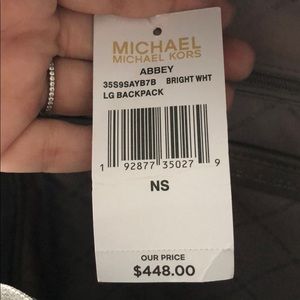 MICHAEL
MICHAEL KORS
ABBEY
35S9SAYB7B BRIGHT WHT
LG BACKPACK
1 92877 35027 9
NS
OUR PRICE
$448.00